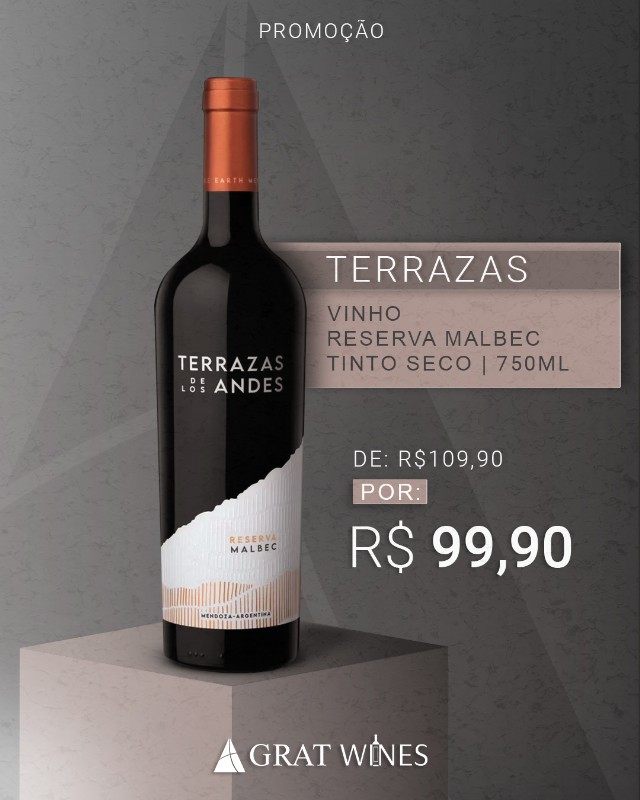 PROMOÇÃO
EARTH
TERRAZAS
VINHO
RESERVA MALBEC
TINTO SECO | 750ML
TERRAZAS
DE LOS ANDES
DE: R$109,90
POR:
R$ 99,90
RESERVA
MALBEC
MENDOZA-ARGENTINA
GRAT WINES